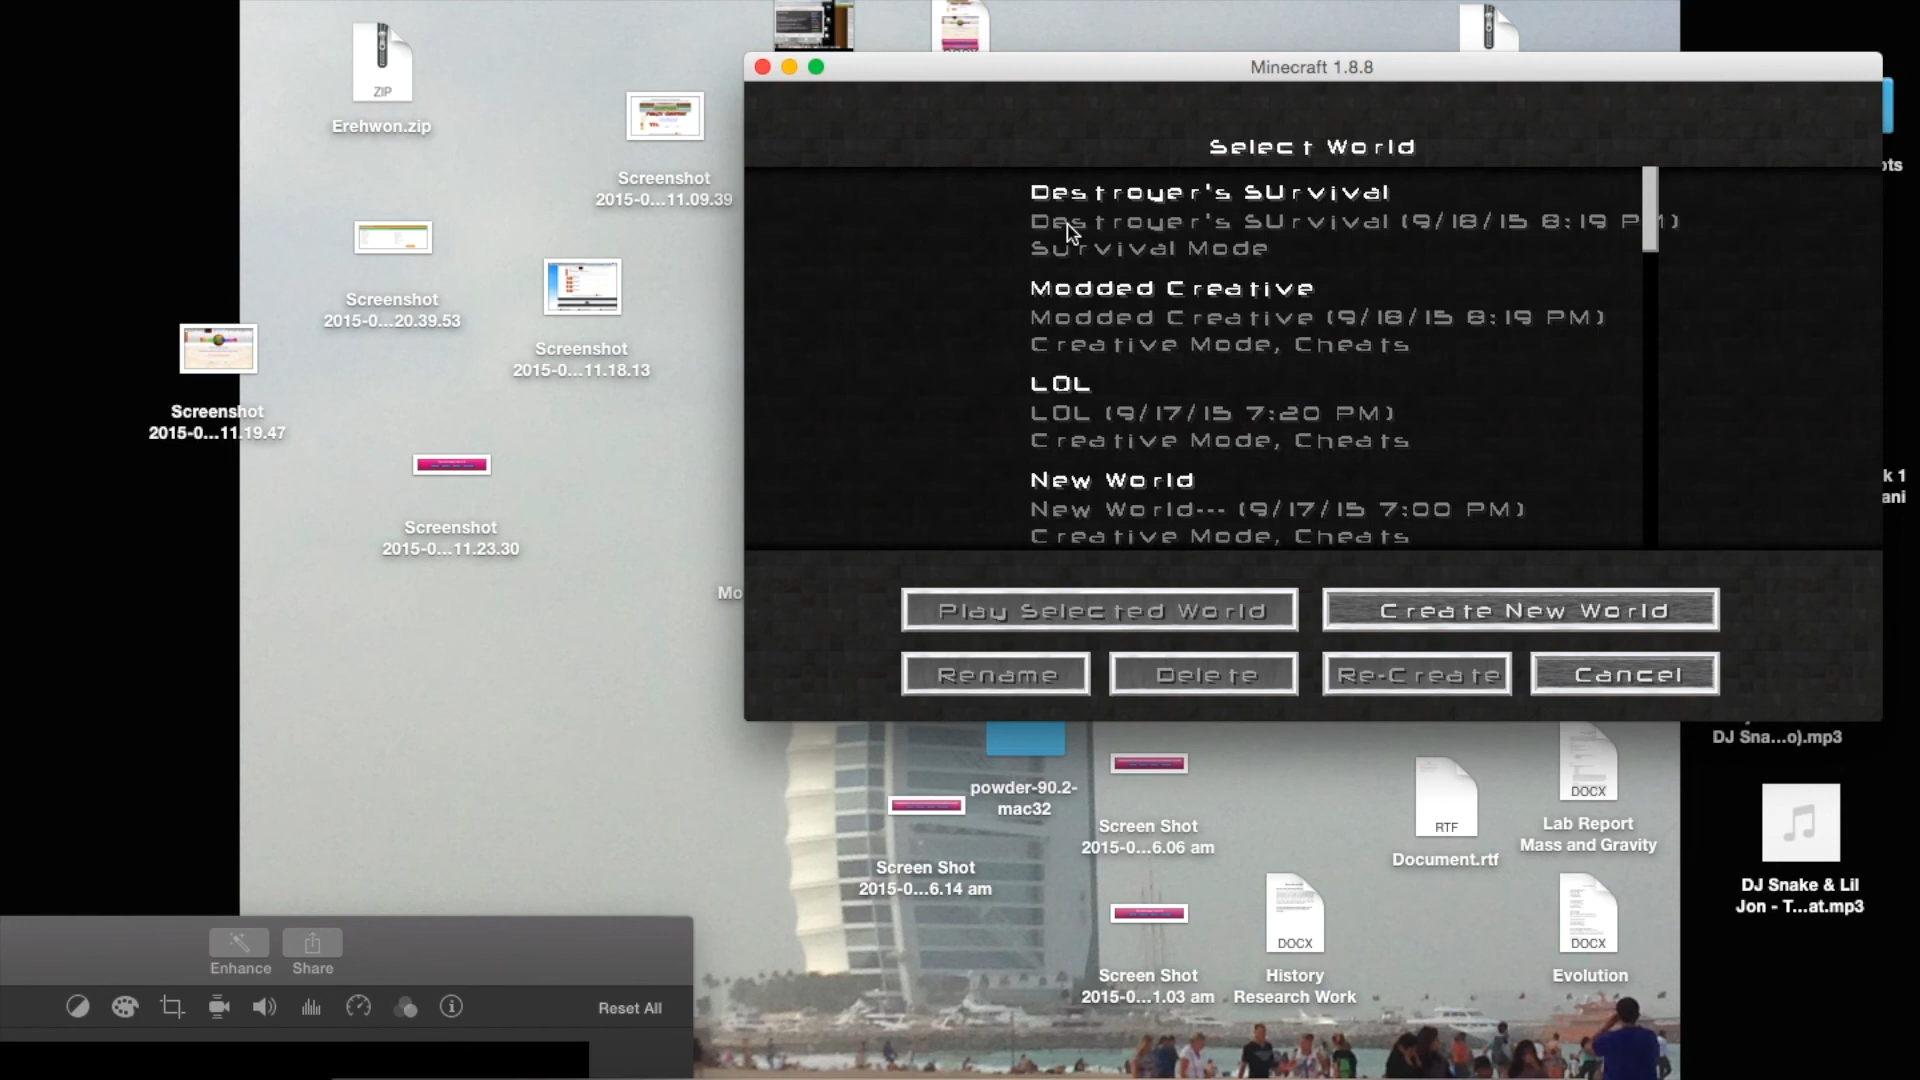 ZIP
Erehwon.zip
Screenshot
2015-0...11.09.39
Screenshot
2015-0...20.39.53
Screenshot
2015-0...11.18.13
Screenshot
2015-0...11.19.47
Screenshot
2015-0...11.23.30
Mo
Minecraft 1.8.8
Select World
Destroyer's SUrvival
Destroyer's SUrvival (9/18/15 8:19 PM)
Survival Mode
Modded Creative
Modded Creative (9/18/15 8:19 PM)
Creative Mode, Cheats
LOL
LOL (9/17/15 7:20 PM)
Creative Mode, Cheats
New World
New World--- (9/17/15 7:00 PM)
Creative Mode, Cheats
Play Selected World
Create New World
Rename
Delete
Re-Create
Cancel
ots
k 1
ani
DJ Sna...o).mp3
powder-90.2-
mac32
Screen Shot
2015-0...6.06 am
Screen Shot
2015-0...6.14 am
RTF
Document.rtf
DOCX
Lab Report
Mass and Gravity
DJ Snake & Lil
Jon - T...at.mp3
Screen Shot
2015-0...1.03 am
DOCX
History
Research Work
DOCX
Evolution
Enhance
Share
Reset All